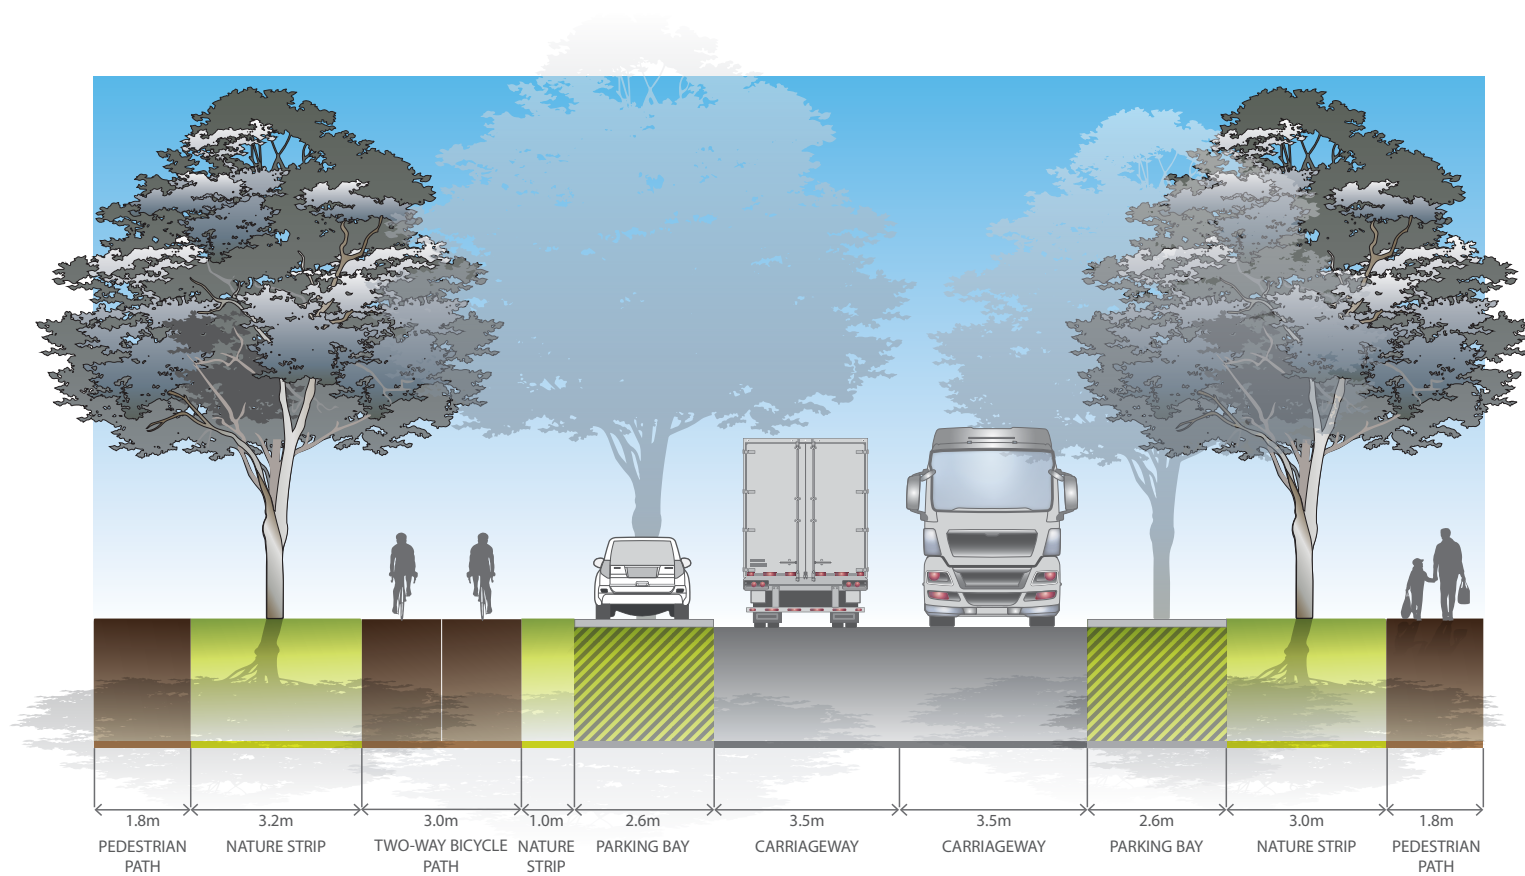 1.8m 3.2m 3.0m 1.0m 2.6m 3.5m 3.5m 2.6m 3.0m 1.8m
PEDESTRIAN NATURE STRIP TWO-WAY BICYCLE NATURE PARKING BAY CARRIAGEWAY CARRIAGEWAY PARKING BAY NATURE STRIP PEDESTRIAN
PATH PATH STRIP PATH